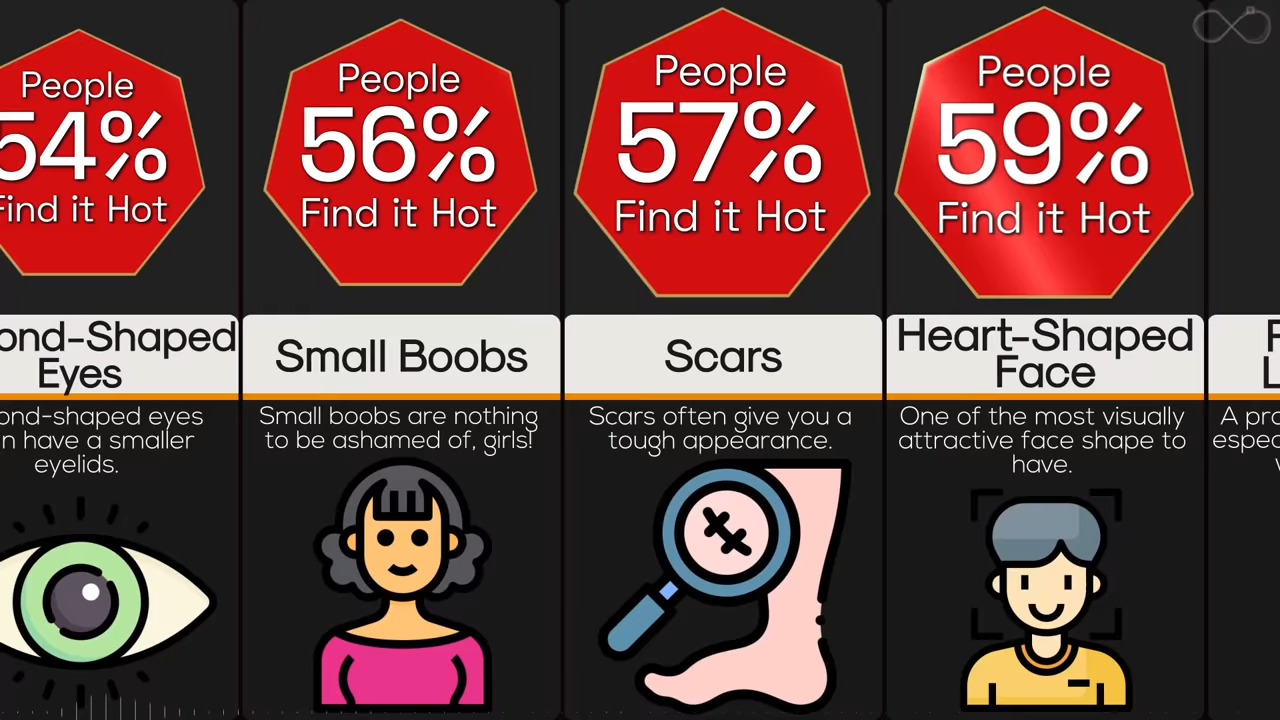 People
54%
Find it Hot
ond-Shaped
Eyes
ond-shaped eyes
n have a smaller
eyelids.
People
56%
Find it Hot
Small Boobs
Small boobs are nothing
to be ashamed of, girls!
People
57%
Find it Hot
Scars
Scars often give you a
tough appearance.
People
59%
Find it Hot
Heart-Shaped
Face
One of the most visually
attractive face shape to
have.